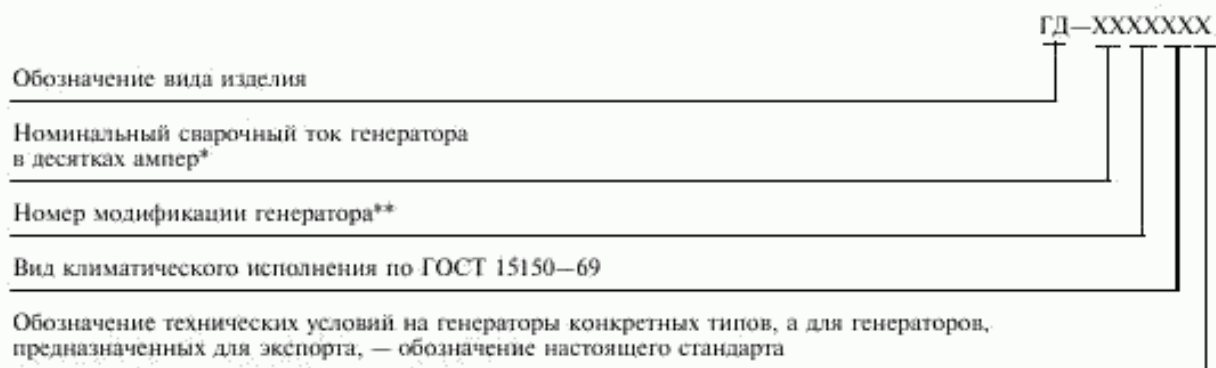 ГД—ХХХХХХХ
Обозначение вида изделия
Номинальный сварочный ток генератора
в десятках ампер*
Номер модификации генератора**
Вид климатического исполнения по ГОСТ 15150—69
Обозначение технических условий на генераторы конкретных типов, а для генераторов,
предназначенных для экспорта, — обозначение настоящего стандарта